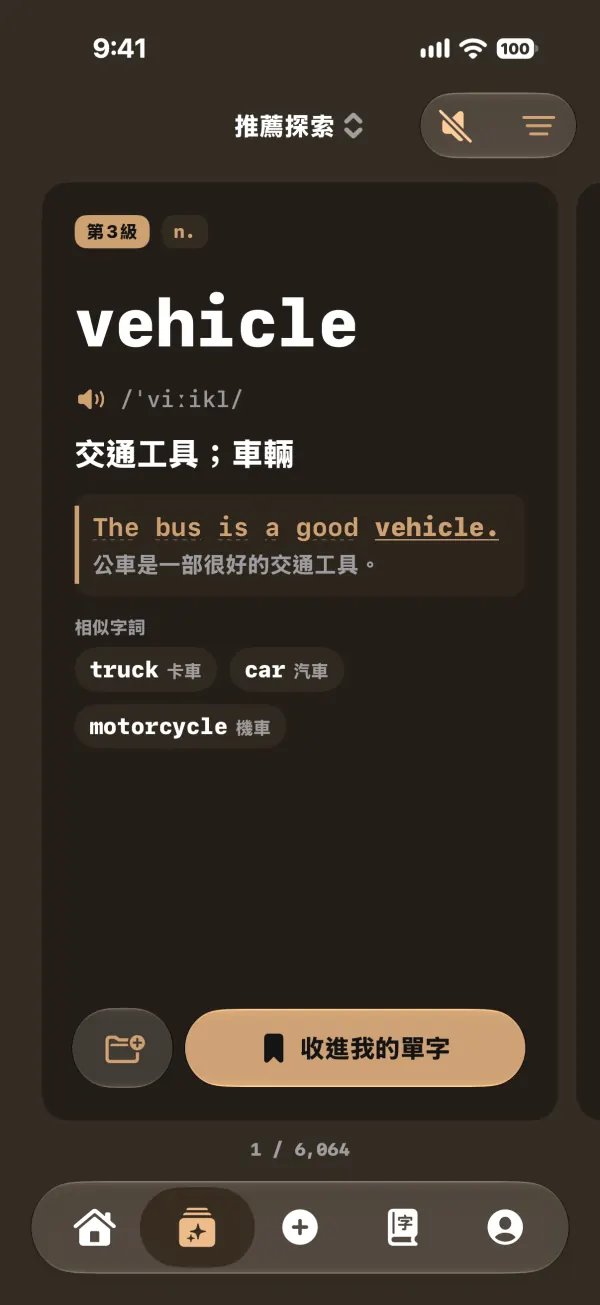 9:41
100
推薦探索
第3級 n.
vehicle
/ˈviːikl/
交通工具；車輛
The bus is a good vehicle.
公車是一部很好的交通工具。
相似字詞
truck 卡車 car 汽車
motorcycle 機車
收進我的單字
1 / 6,064
字